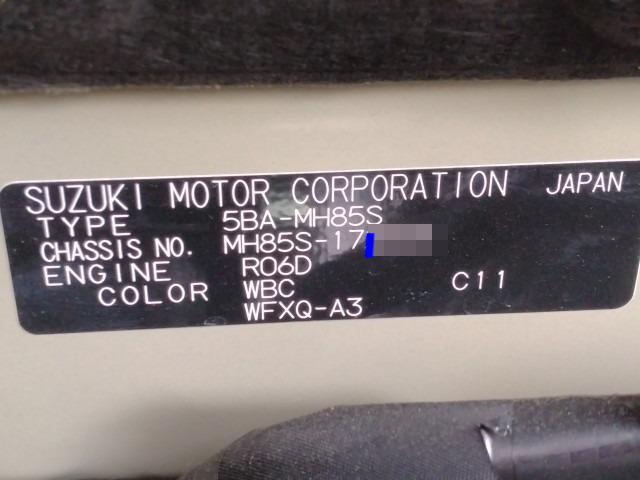 SUZUKI MOTOR CORPORATION JAPAN
TYPE 5BA-MH85S
CHASSIS NO. MH85S-17
ENGINE R06D
COLOR WBC C11
WFXQ-A3